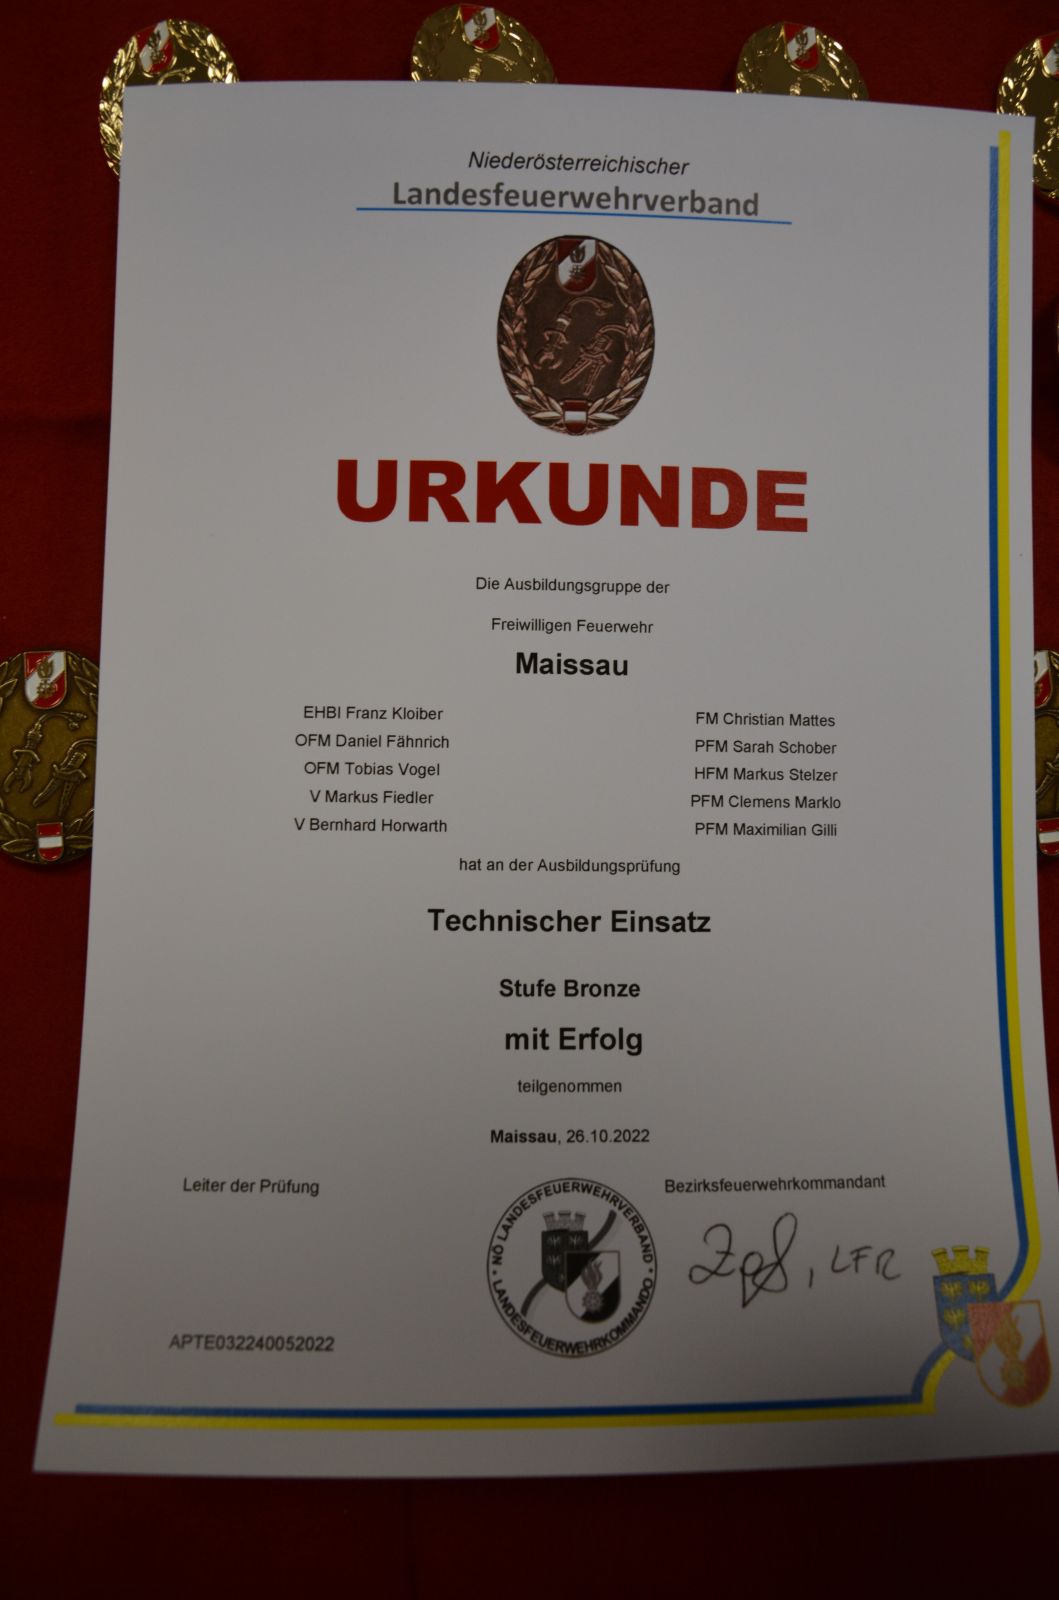 Niederösterreichischer
Landesfeuerwehrverband
URKUNDE
Die Ausbildungsgruppe der
Freiwilligen Feuerwehr
Maissau
EHBI Franz Kloiber
OFM Daniel Fähnrich
OFM Tobias Vogel
V Markus Fiedler
V Bernhard Horwarth
FM Christian Mattes
PFM Sarah Schober
HFM Markus Stelzer
PFM Clemens Marklo
PFM Maximilian Gilli
hat an der Ausbildungsprüfung
Technischer Einsatz
Stufe Bronze
mit Erfolg
teilgenommen
Maissau, 26.10.2022
Leiter der Prüfung
Bezirksfeuerwehrkommandant
NÖ LANDESFEUERWEHRVERBAND
LANDESFEUERWEHRKOMMANDO
, LFR
APTE032240052022